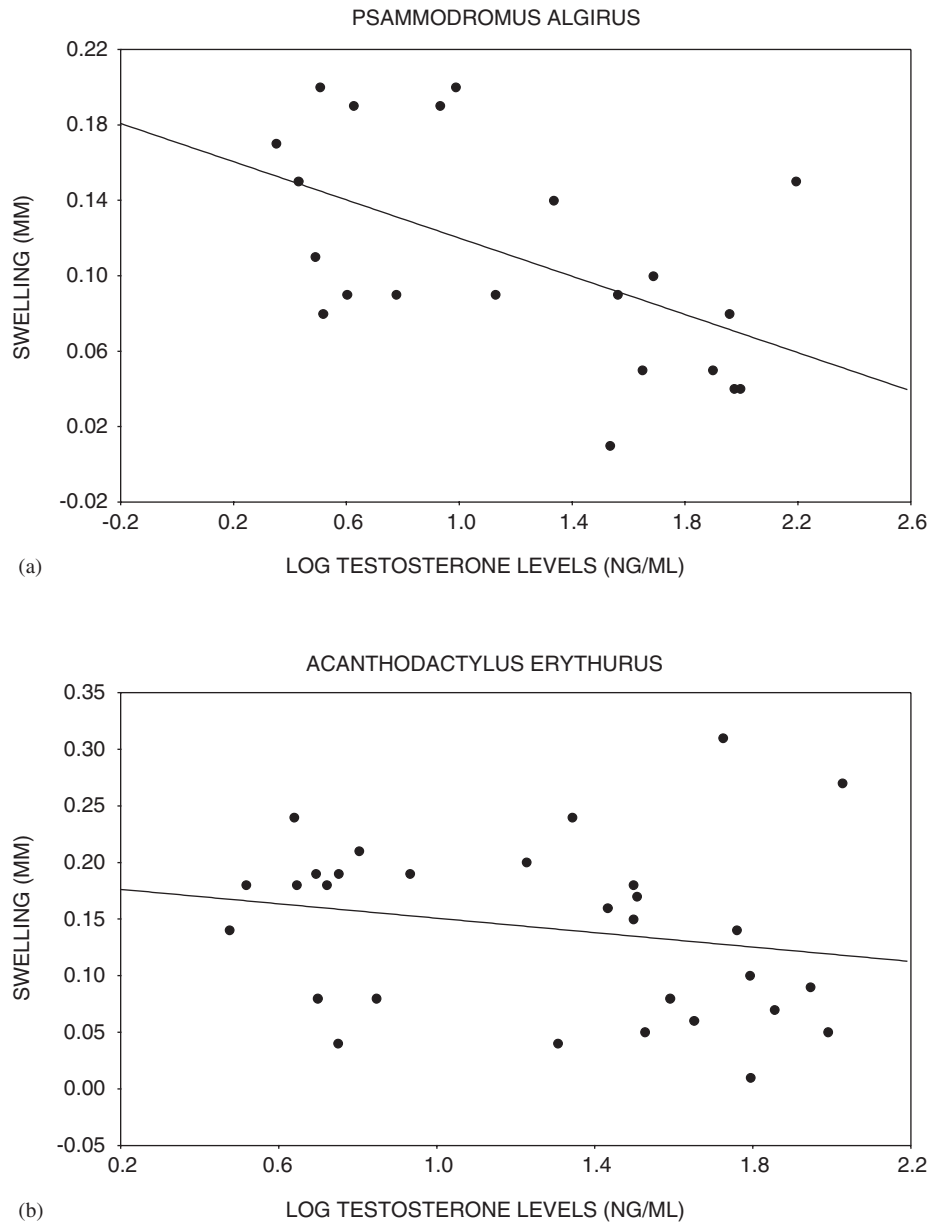 PSAMMODROMUS ALGIRUS
0.22
0.18
0.14
0.10
0.06
0.02
-0.02
SWELLING (MM)
-0.2 0.2 0.6 1.0 1.4 1.8 2.2 2.6
(a) LOG TESTOSTERONE LEVELS (NG/ML)
ACANTHODACTYLUS ERYTHURUS
0.35
0.30
0.25
0.20
0.15
0.10
0.05
0.00
-0.05
SWELLING (MM)
0.2 0.6 1.0 1.4 1.8 2.2
(b) LOG TESTOSTERONE LEVELS (NG/ML)